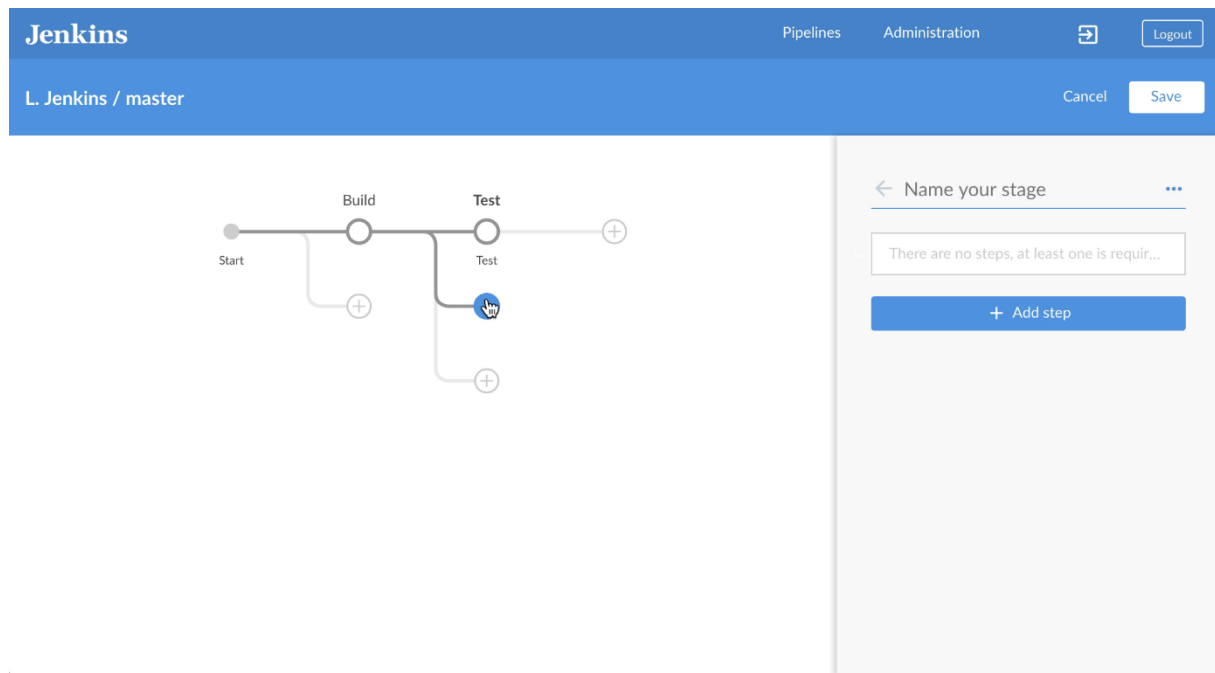 Jenkins
Pipelines
Administration
Logout
L. Jenkins / master
Cancel
Save
Build
Test
Start
Test
Name your stage
There are no steps, at least one is requir...
+ Add step